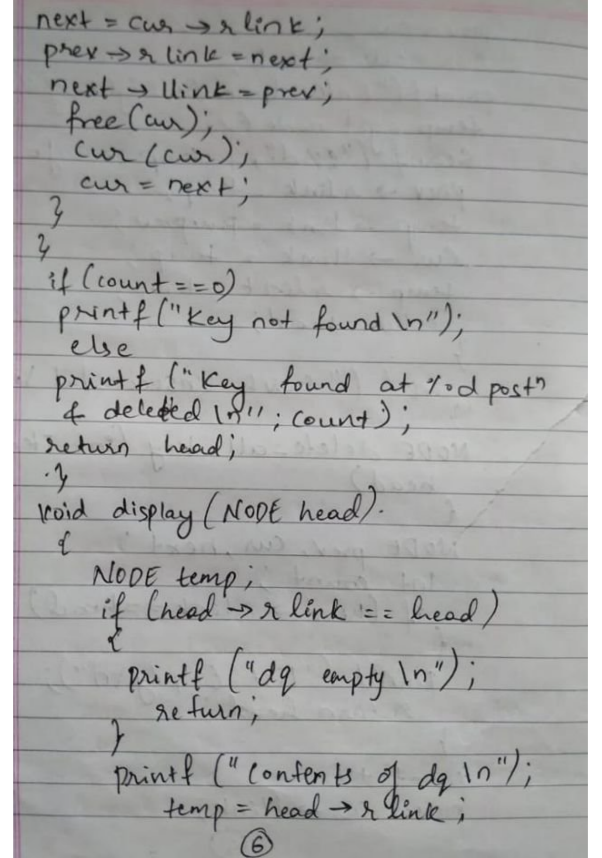 next = cur → rlink;
prev → rlink = next;
next → llink = prev;
free(cur);
cur (cur);
cur = next;
}
}
if (count == 0)
printf("Key not found \n");
else
printf ("Key found at %d postn
& deleted \n"; count);
return head;
}
void display (NODE head).
{
NODE temp;
if (head → rlink == head)
{
printf ("dq empty \n");
return;
}
printf ("Contents of dq \n");
temp = head → rlink;
6